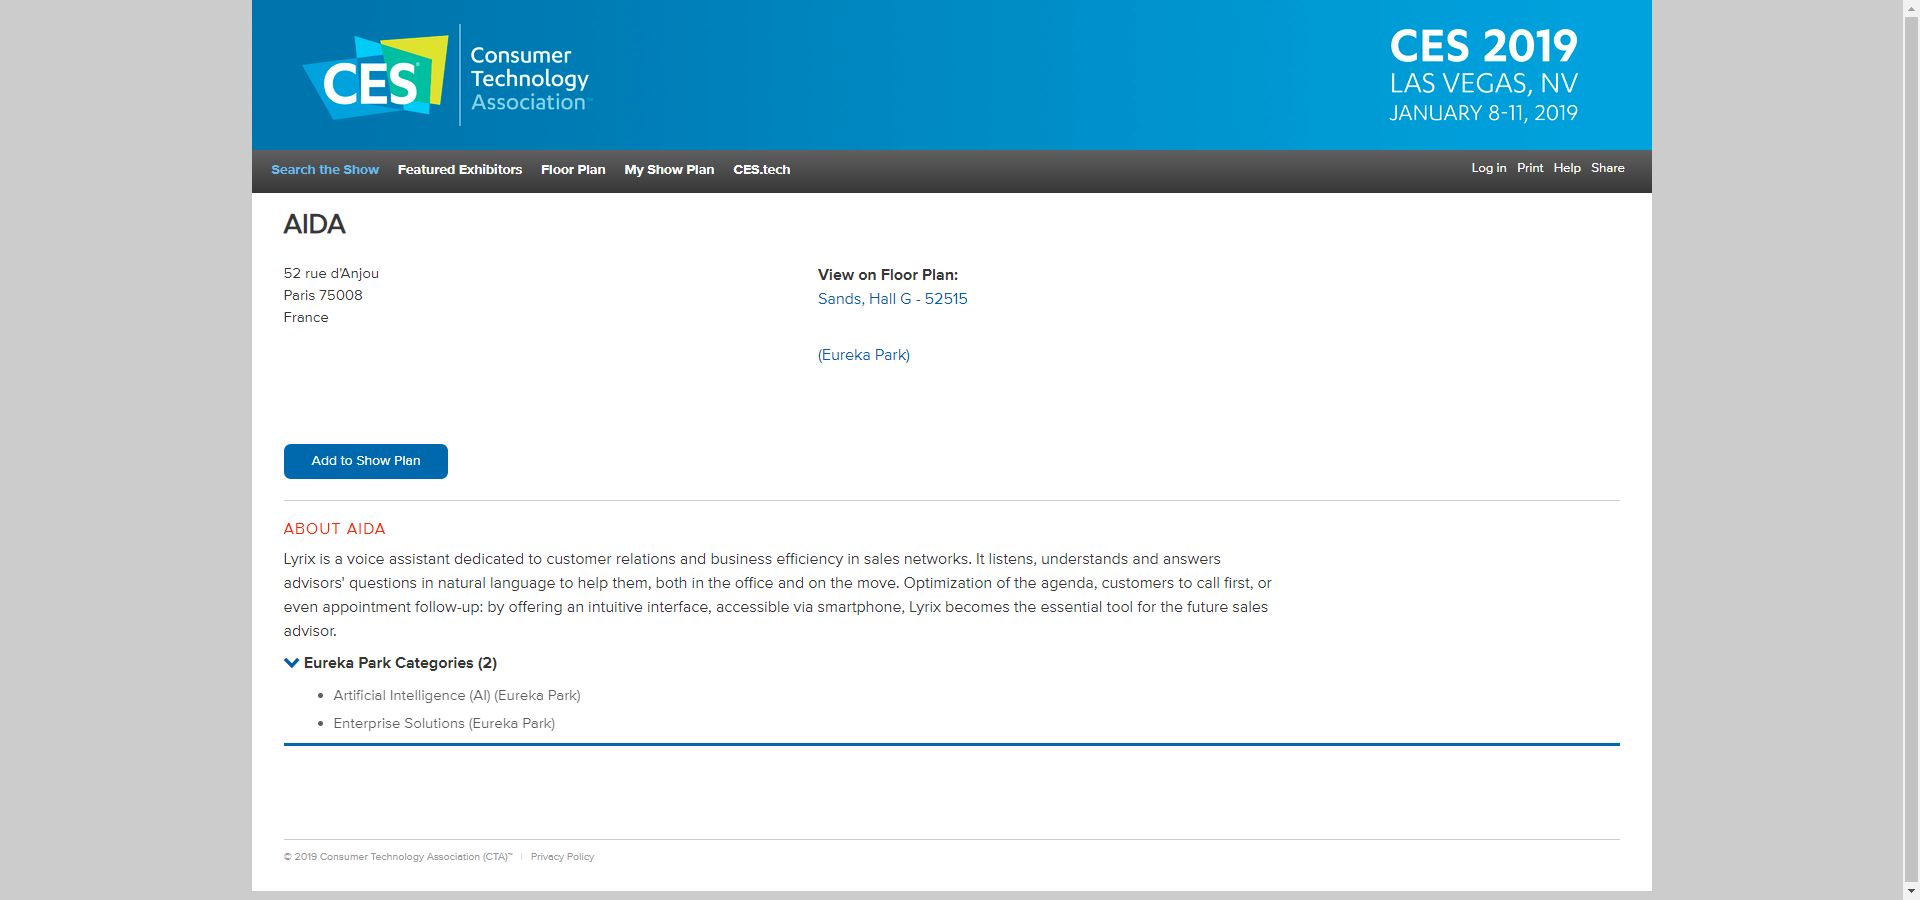 CES
Consumer
Technology
Association™
CES 2019
LAS VEGAS, NV
JANUARY 8-11, 2019
Search the Show Featured Exhibitors Floor Plan My Show Plan CES.tech
Log in Print Help Share
AIDA
52 rue d'Anjou
Paris 75008
France
View on Floor Plan:
Sands, Hall G - 52515
(Eureka Park)
Add to Show Plan
ABOUT AIDA
Lyrix is a voice assistant dedicated to customer relations and business efficiency in sales networks. It listens, understands and answers
advisors' questions in natural language to help them, both in the office and on the move. Optimization of the agenda, customers to call first, or
even appointment follow-up: by offering an intuitive interface, accessible via smartphone, Lyrix becomes the essential tool for the future sales
advisor.
Eureka Park Categories (2)
• Artificial Intelligence (AI) (Eureka Park)
• Enterprise Solutions (Eureka Park)
© 2019 Consumer Technology Association (CTA)™ | Privacy Policy